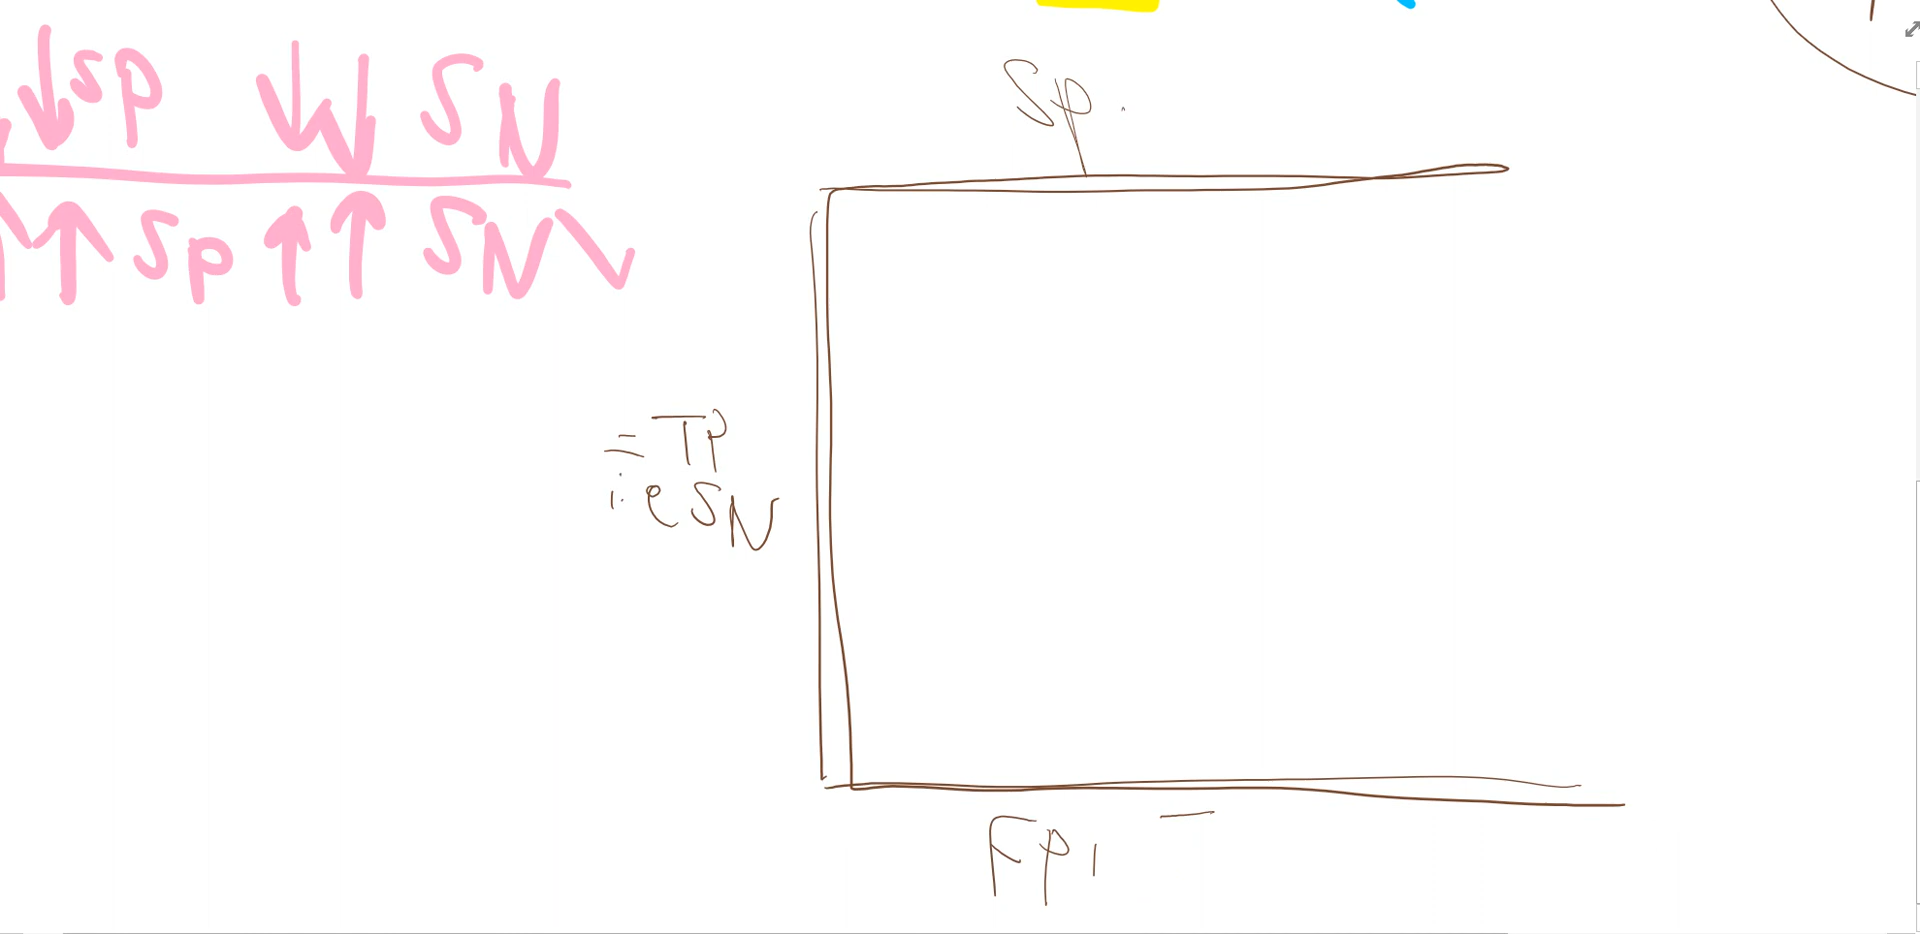 ↓sp ↓↓ SN
↑↑ Sp ↑↑ SN
Sp.
= TP
i.e SN
FP